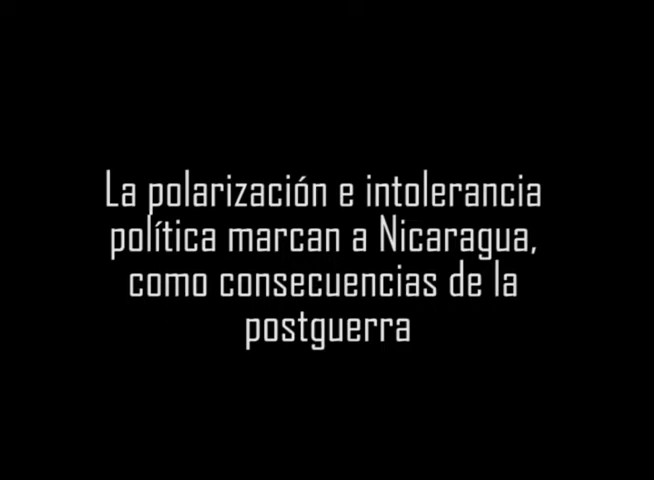 La polarización e intolerancia
política marcan a Nicaragua,
como consecuencias de la
postguerra